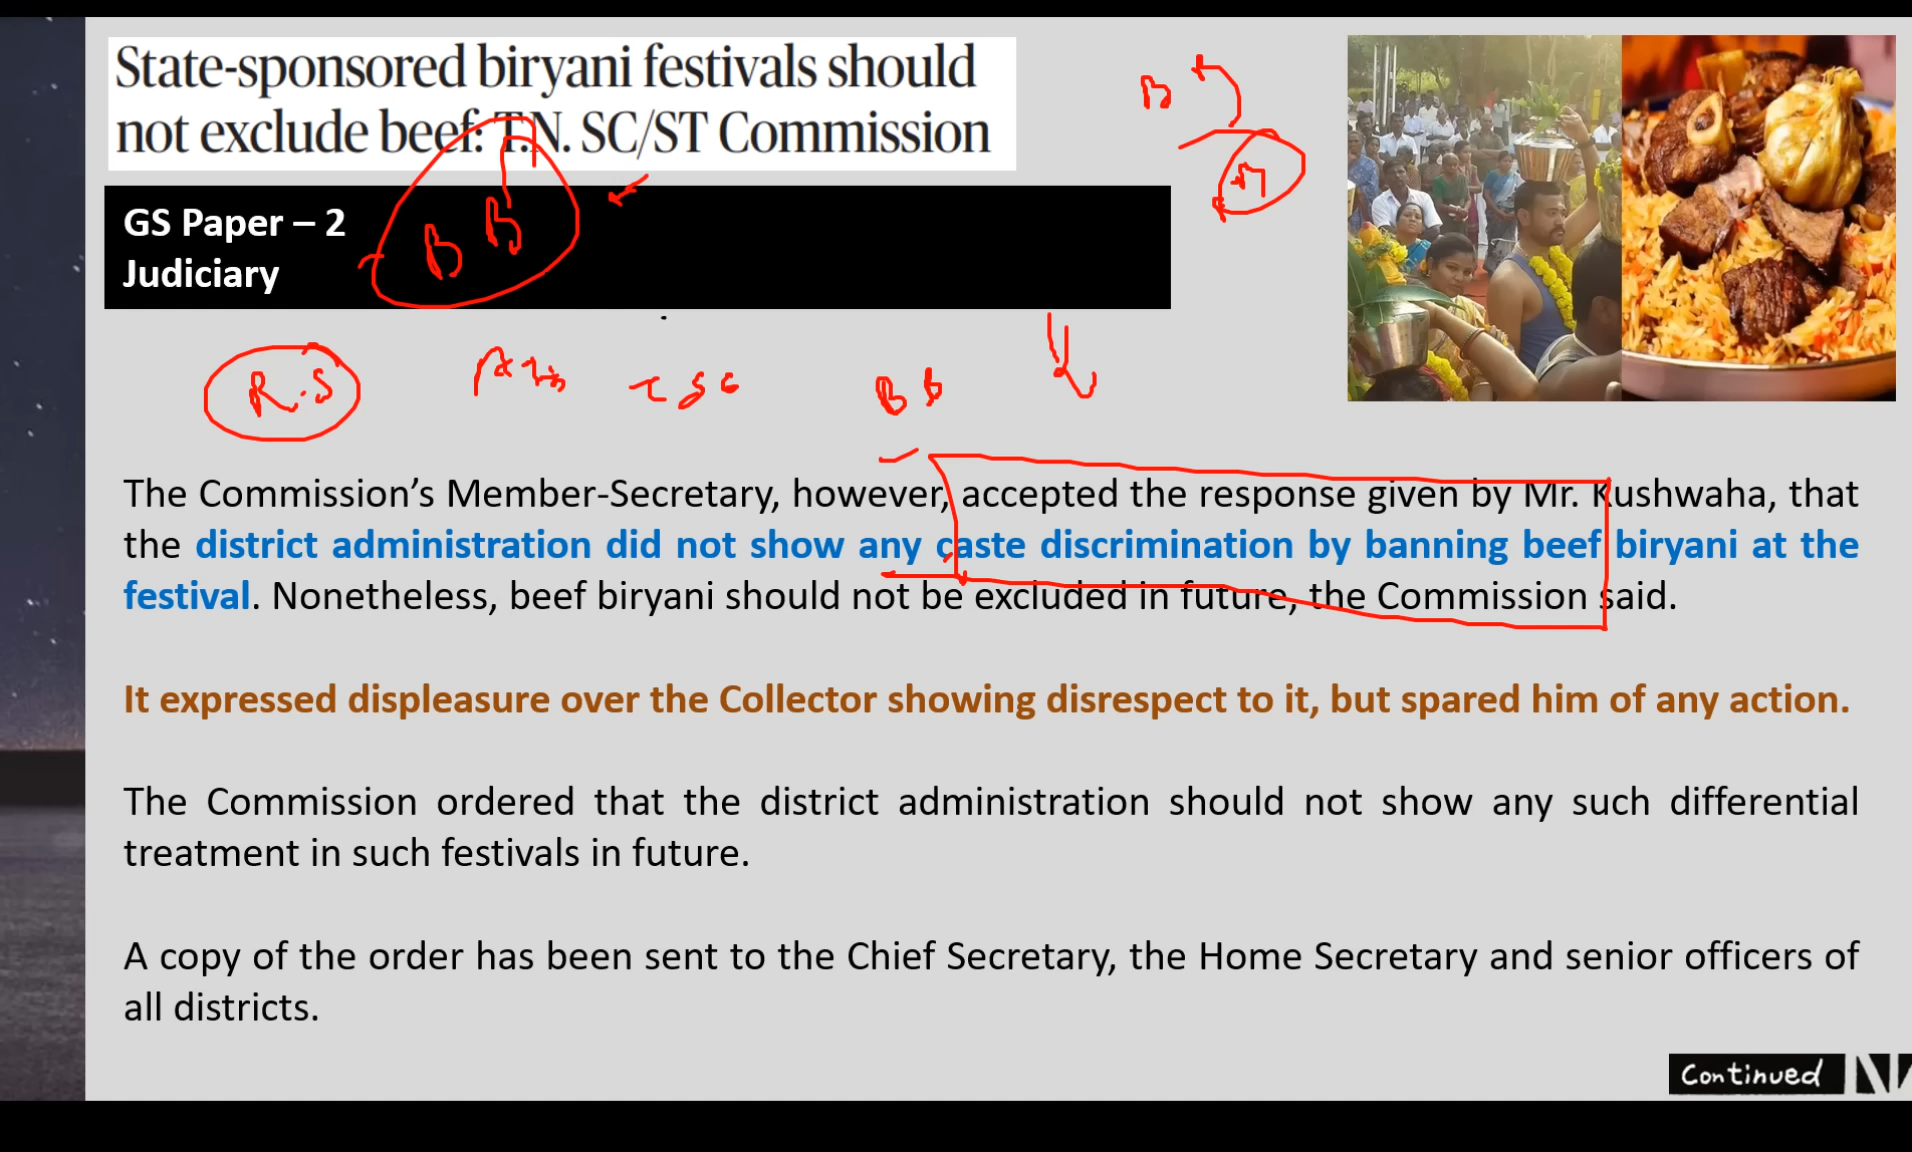 State-sponsored biryani festivals should
not exclude beef: T.N. SC/ST Commission
GS Paper – 2
Judiciary
B B
R.S
B B
The Commission’s Member-Secretary, however, accepted the response given by Mr. Kushwaha, that
the district administration did not show any caste discrimination by banning beef biryani at the
festival. Nonetheless, beef biryani should not be excluded in future, the Commission said.
It expressed displeasure over the Collector showing disrespect to it, but spared him of any action.
The Commission ordered that the district administration should not show any such differential
treatment in such festivals in future.
A copy of the order has been sent to the Chief Secretary, the Home Secretary and senior officers of
all districts.
Continued